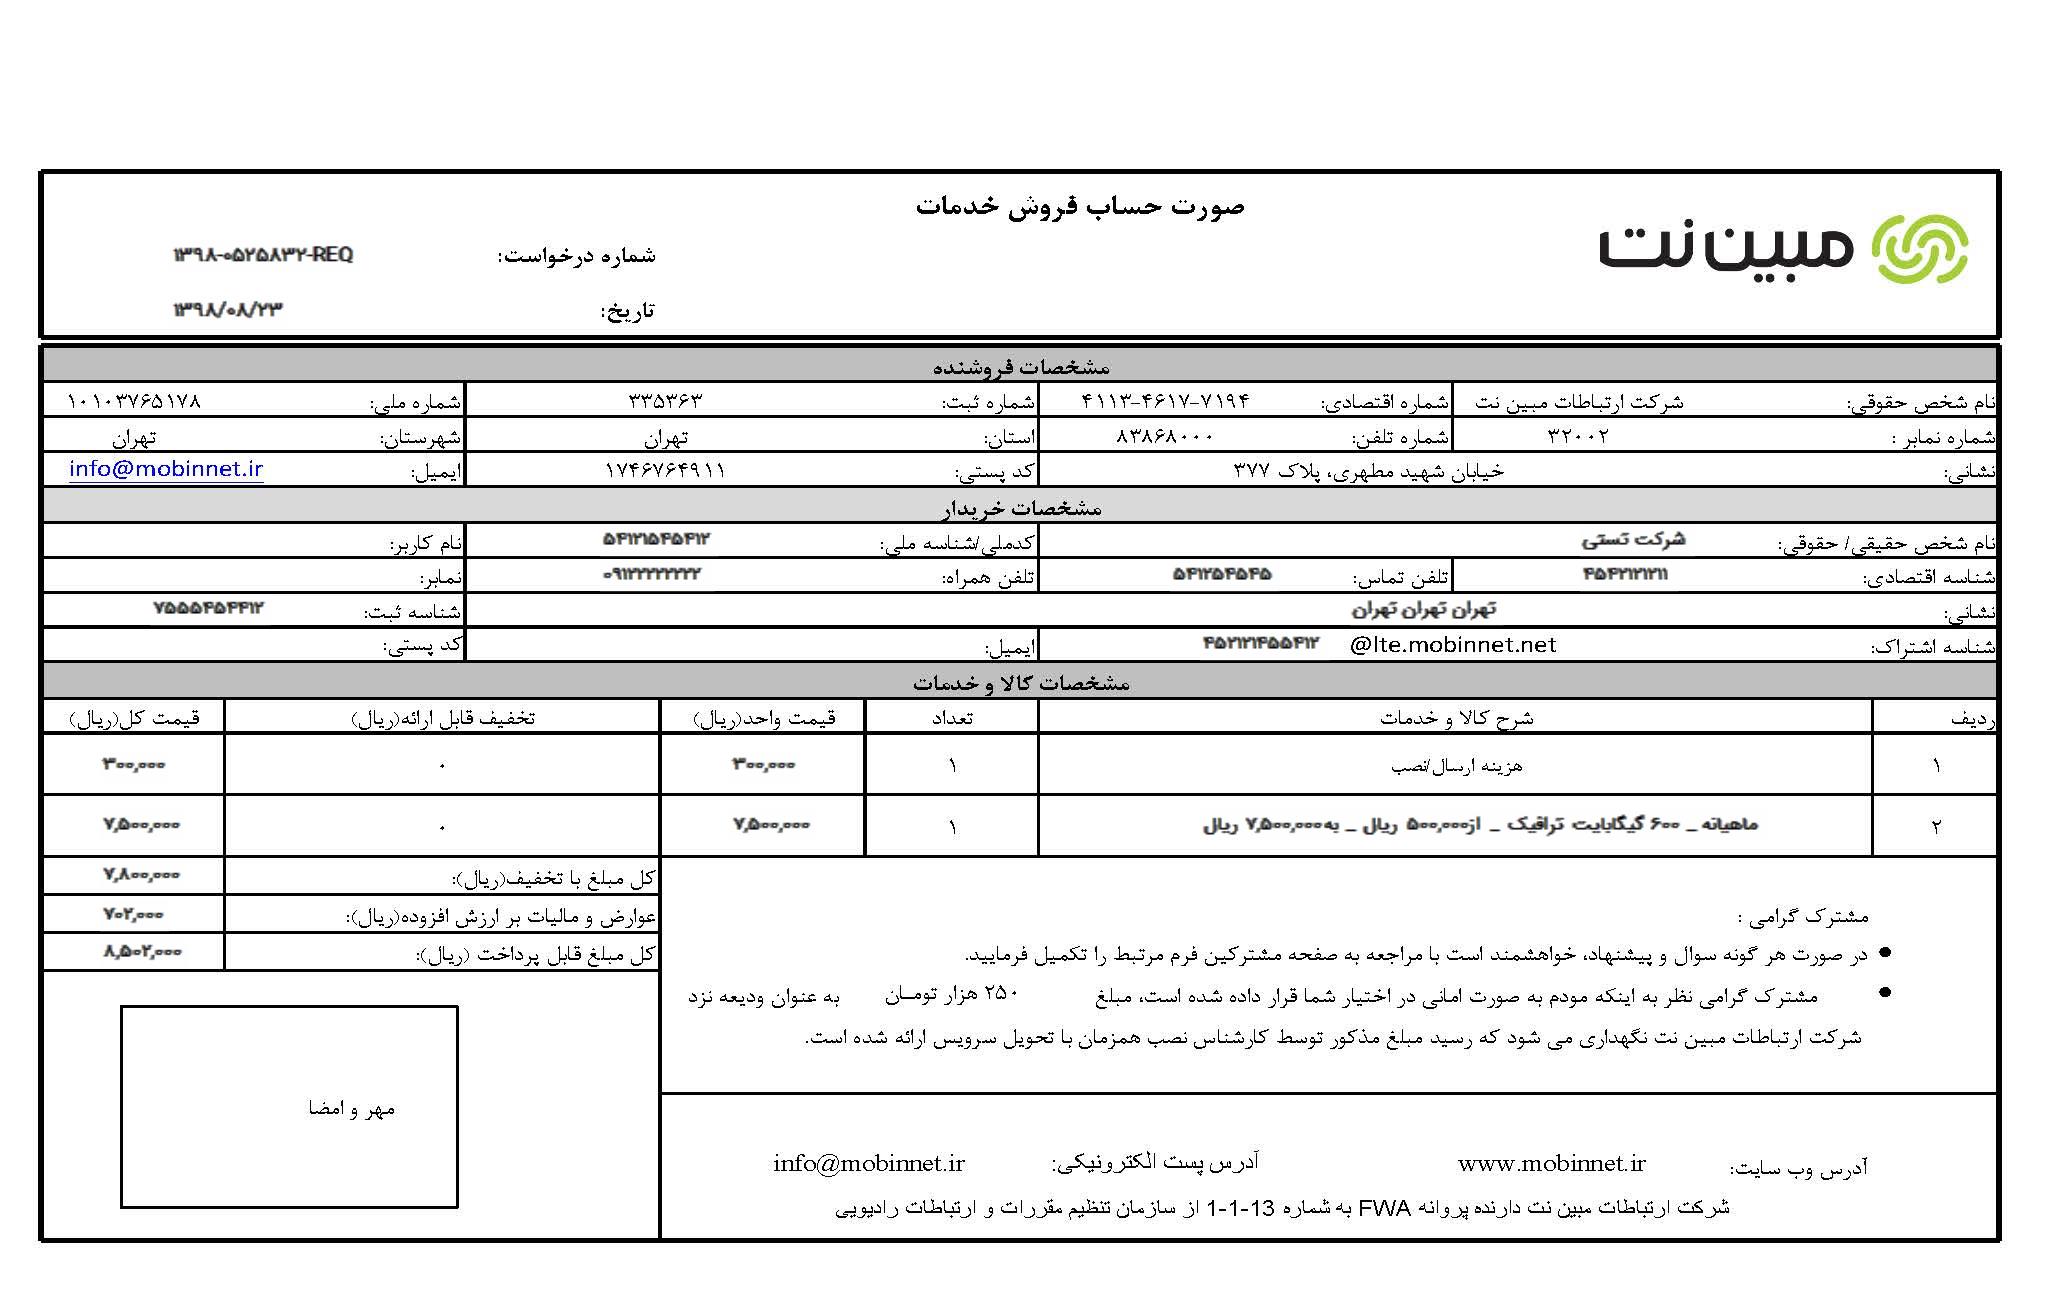 مبین نت
صورت حساب فروش خدمات
شماره درخواست: ۱۳۹۸-۰۵۲۵۸۳۲-REQ
تاریخ: ۱۳۹۸/۰۸/۲۳
مشخصات فروشنده
نام شخص حقوقی: شرکت ارتباطات مبین نت شماره اقتصادی: ۴۱۱۳-۴۶۱۷-۷۱۹۴ شماره ثبت: ۳۳۵۳۶۳ شماره ملی: ۱۰۱۰۳۷۶۵۱۷۸
شماره نمابر : ۳۲۰۰۲ شماره تلفن: ۸۳۸۶۸۰۰۰ استان: تهران شهرستان: تهران
نشانی: خیابان شهید مطهری، پلاک ۳۷۷ کد پستی: ۱۷۴۶۷۶۴۹۱۱ ایمیل: info@mobinnet.ir
مشخصات خریدار
نام شخص حقیقی/ حقوقی: شرکت تستی کدملی/شناسه ملی: ۵۴۱۲۱۵۴۵۴۱۲ نام کاربر:
شناسه اقتصادی: ۴۵۴۲۱۲۱۲۱۱ تلفن تماس: ۵۴۱۲۵۴۵۴۵ تلفن همراه: ۰۹۱۲۲۲۲۲۲۲۲ نمابر:
نشانی: تهران تهران تهران شناسه ثبت: ۷۵۵۵۴۵۴۴۱۲
شناسه اشتراک: ۴۵۲۱۲۱۴۵۵۴۱۲ @lte.mobinnet.net ایمیل: کد پستی:
مشخصات کالا و خدمات
ردیف شرح کالا و خدمات تعداد قیمت واحد(ریال) تخفیف قابل ارائه(ریال) قیمت کل(ریال)
۱ هزینه ارسال/نصب ۱ ۳۰۰,۰۰۰ ۰ ۳۰۰,۰۰۰
۲ ماهیانه _ ۶۰۰ گیگابایت ترافیک _ از۵۰۰,۰۰۰ ریال _ به۷,۵۰۰,۰۰۰ ریال ۱ ۷,۵۰۰,۰۰۰ ۰ ۷,۵۰۰,۰۰۰
کل مبلغ با تخفیف(ریال): ۷,۸۰۰,۰۰۰
عوارض و مالیات بر ارزش افزوده(ریال): ۷۰۲,۰۰۰
کل مبلغ قابل پرداخت (ریال): ۸,۵۰۲,۰۰۰
مشترک گرامی :
● در صورت هر گونه سوال و پیشنهاد، خواهشمند است با مراجعه به صفحه مشترکین فرم مرتبط را تکمیل فرمایید.
● مشترک گرامی نظر به اینکه مودم به صورت امانی در اختیار شما قرار داده شده است، مبلغ ۲۵۰ هزار تومان به عنوان ودیعه نزد
شرکت ارتباطات مبین نت نگهداری می شود که رسید مبلغ مذکور توسط کارشناس نصب همزمان با تحویل سرویس ارائه شده است.
مهر و امضا
آدرس وب سایت: www.mobinnet.ir آدرس پست الکترونیکی: info@mobinnet.ir
شرکت ارتباطات مبین نت دارنده پروانه FWA به شماره 13-1-1 از سازمان تنظیم مقررات و ارتباطات رادیویی